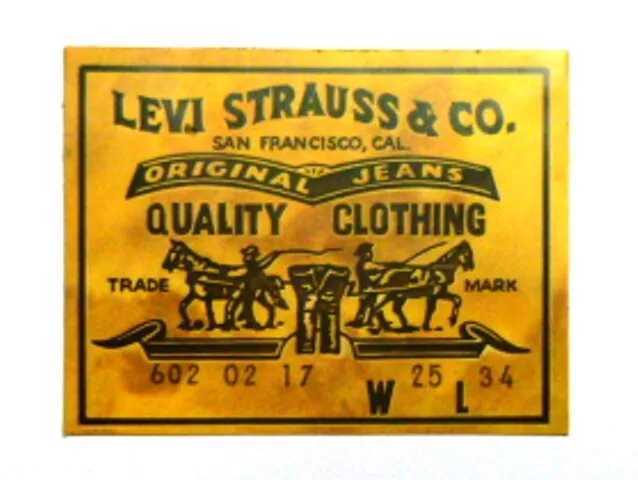 LEVI STRAUSS & CO.
SAN FRANCISCO, CAL.
ORIGINAL JEANS
QUALITY CLOTHING
TRADE MARK
602 02 17
W 25 L 34